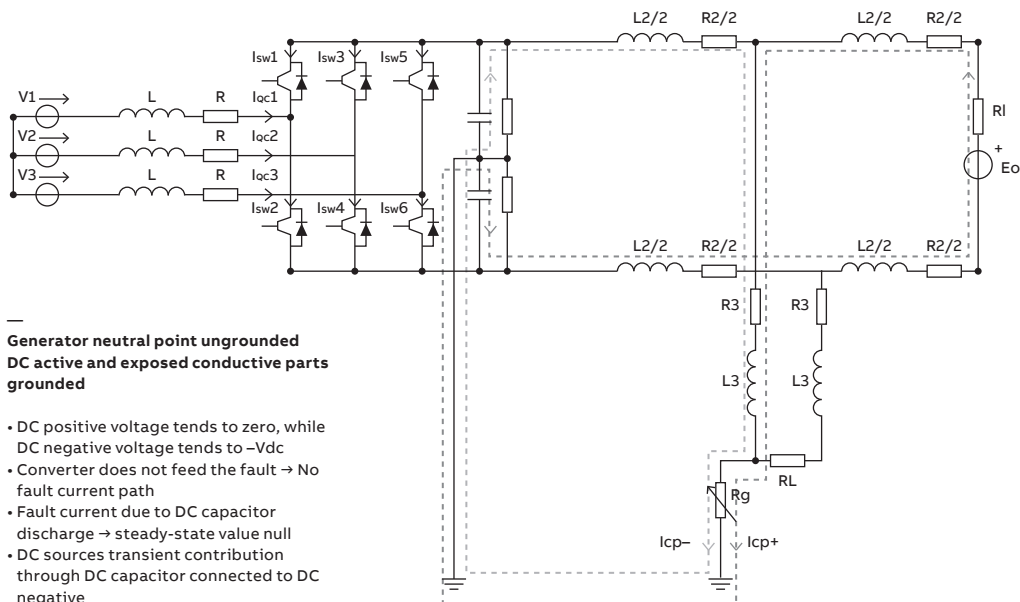 L2/2 R2/2 L2/2 R2/2
Isw1 Isw3 Isw5
V1 L R IQC1
V2 L R IQC2
V3 L R IQC3
Isw2 Isw4 Isw6
Rl
+
Eo
L2/2 R2/2 L2/2 R2/2
R3 R3
L3 L3
RL
Rg
Icp– Icp+
—
Generator neutral point ungrounded
DC active and exposed conductive parts
grounded
• DC positive voltage tends to zero, while
DC negative voltage tends to –Vdc
• Converter does not feed the fault → No
fault current path
• Fault current due to DC capacitor
discharge → steady-state value null
• DC sources transient contribution
through DC capacitor connected to DC
negative